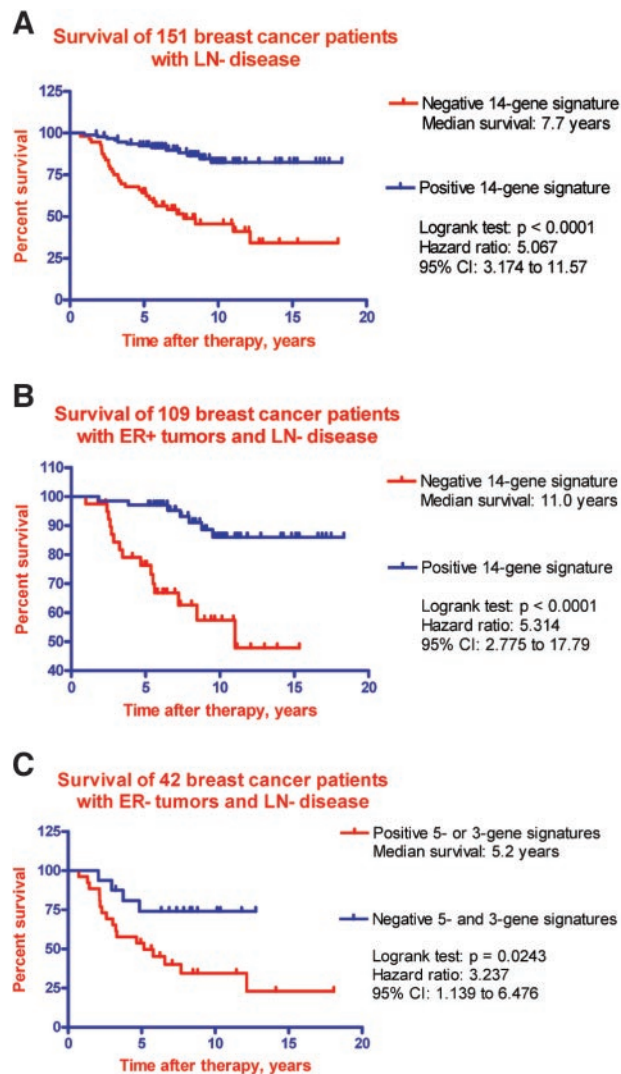 A
Survival of 151 breast cancer patients
with LN- disease
Percent survival
125
100
75
50
25
0
0 5 10 15 20
Time after therapy, years
Negative 14-gene signature
Median survival: 7.7 years
Positive 14-gene signature
Logrank test: p < 0.0001
Hazard ratio: 5.067
95% CI: 3.174 to 11.57
B
Survival of 109 breast cancer patients
with ER+ tumors and LN- disease
Percent survival
110
100
90
80
70
60
50
40
0 5 10 15 20
Time after therapy, years
Negative 14-gene signature
Median survival: 11.0 years
Positive 14-gene signature
Logrank test: p < 0.0001
Hazard ratio: 5.314
95% CI: 2.775 to 17.79
C
Survival of 42 breast cancer patients
with ER- tumors and LN- disease
Percent survival
125
100
75
50
25
0
0 5 10 15 20
Time after therapy, years
Positive 5- or 3-gene signatures
Median survival: 5.2 years
Negative 5- and 3-gene signatures
Logrank test: p = 0.0243
Hazard ratio: 3.237
95% CI: 1.139 to 6.476